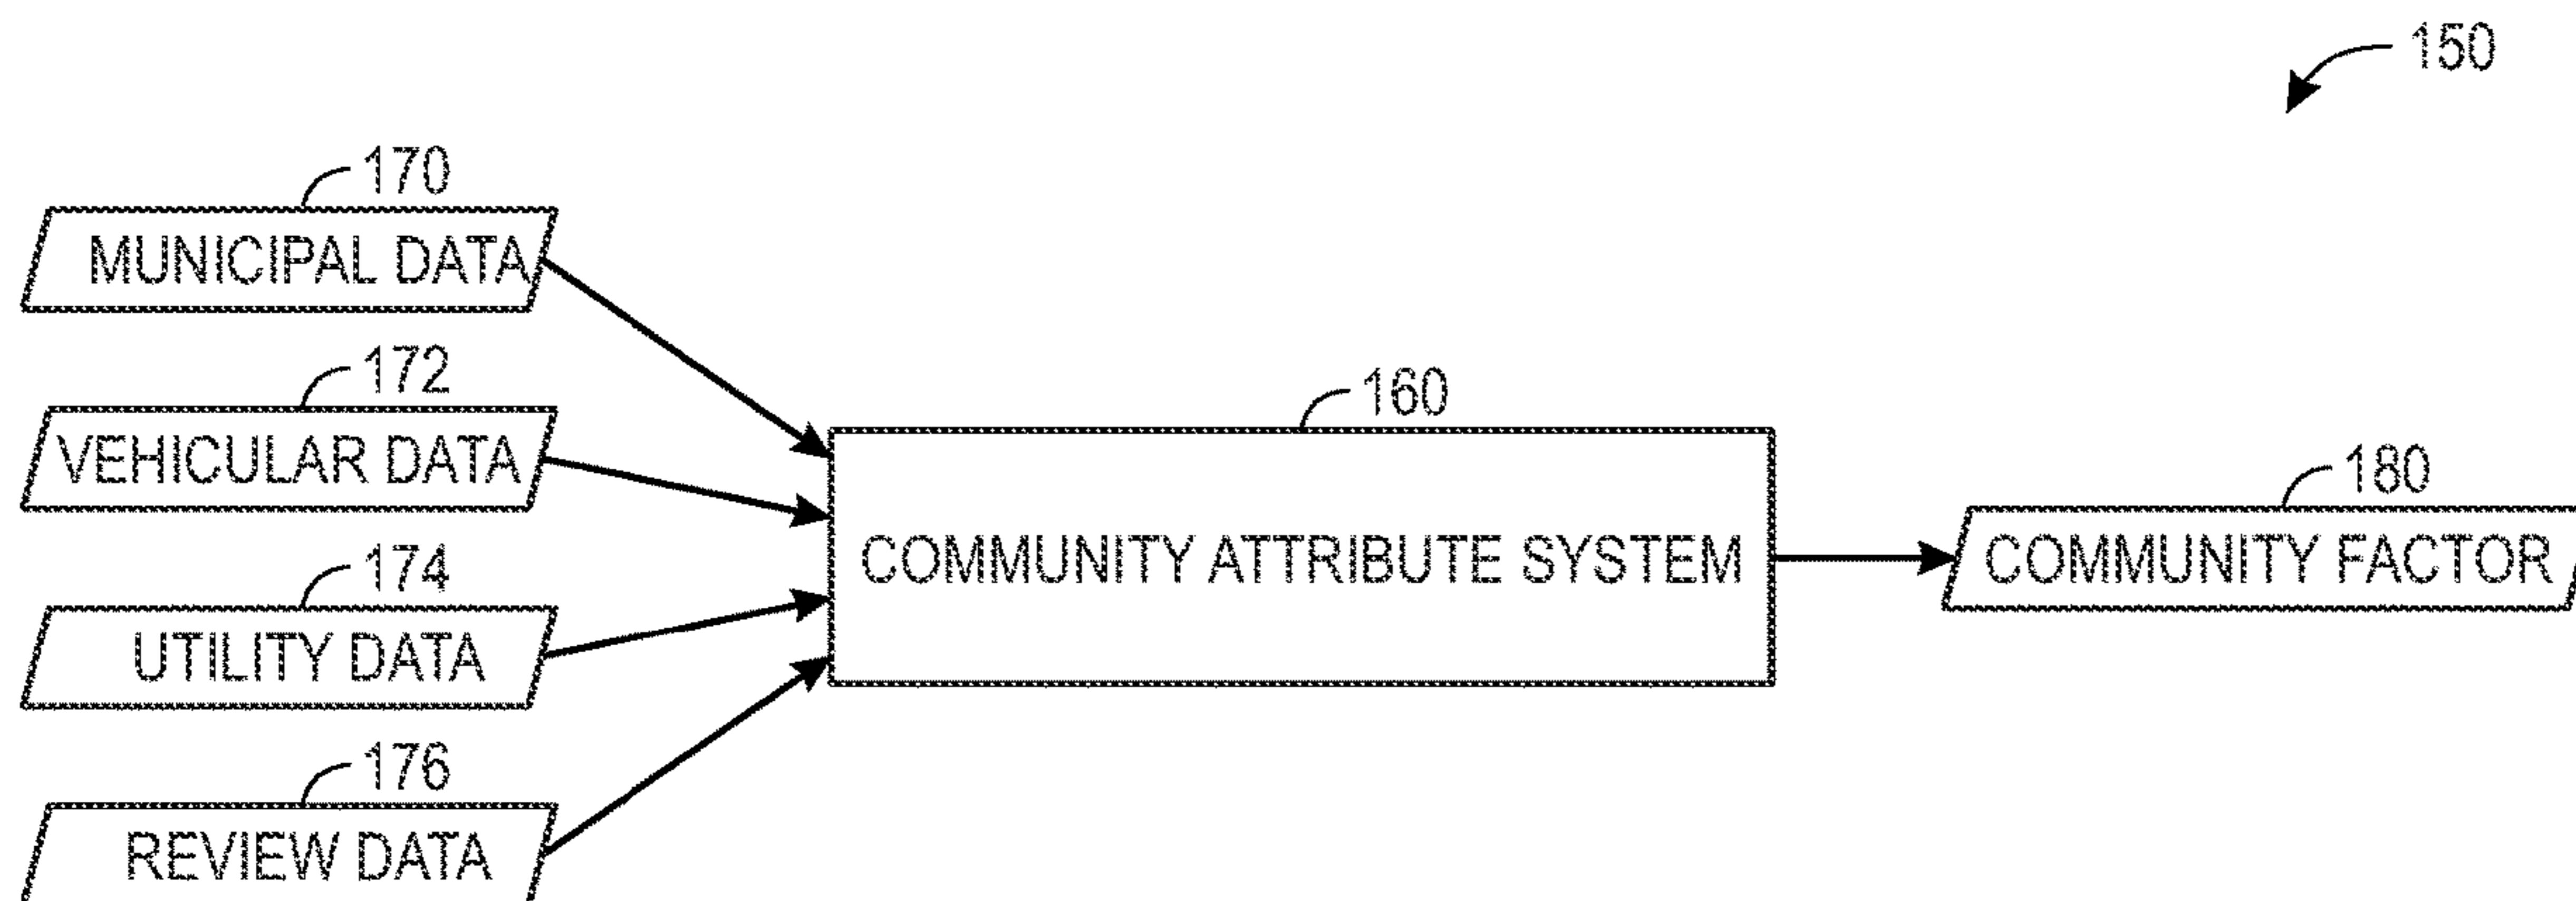 150
170
MUNICIPAL DATA
172
VEHICULAR DATA
160
COMMUNITY ATTRIBUTE SYSTEM
180
COMMUNITY FACTOR
174
UTILITY DATA
176
REVIEW DATA